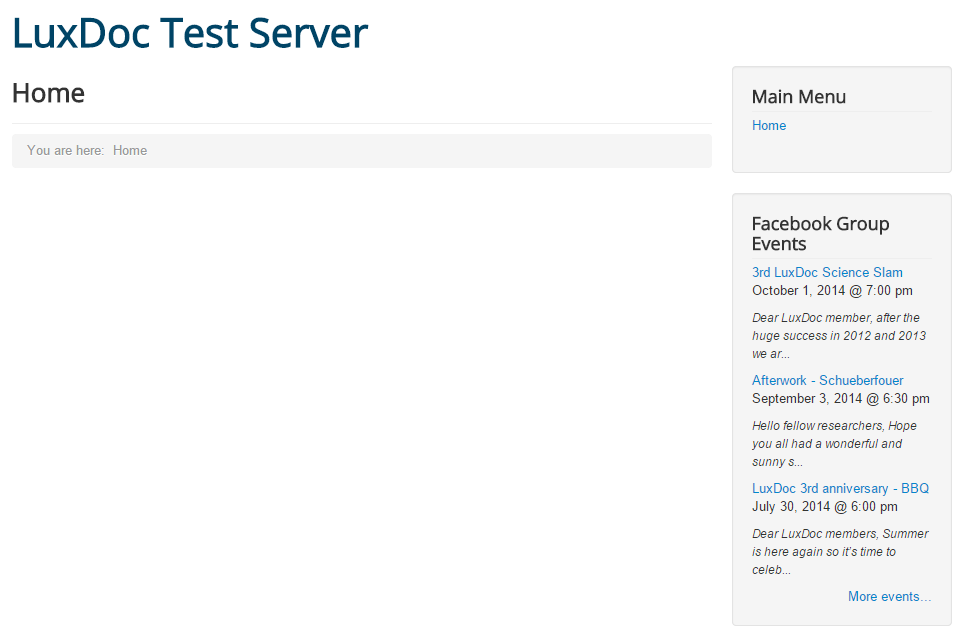 LuxDoc Test Server
Home
You are here: Home
Main Menu
Home
Facebook Group
Events
3rd LuxDoc Science Slam
October 1, 2014 @ 7:00 pm
Dear LuxDoc member, after the
huge success in 2012 and 2013
we ar...
Afterwork - Schueberfouer
September 3, 2014 @ 6:30 pm
Hello fellow researchers, Hope
you all had a wonderful and
sunny s...
LuxDoc 3rd anniversary - BBQ
July 30, 2014 @ 6:00 pm
Dear LuxDoc members, Summer
is here again so it's time to
celeb...
More events...